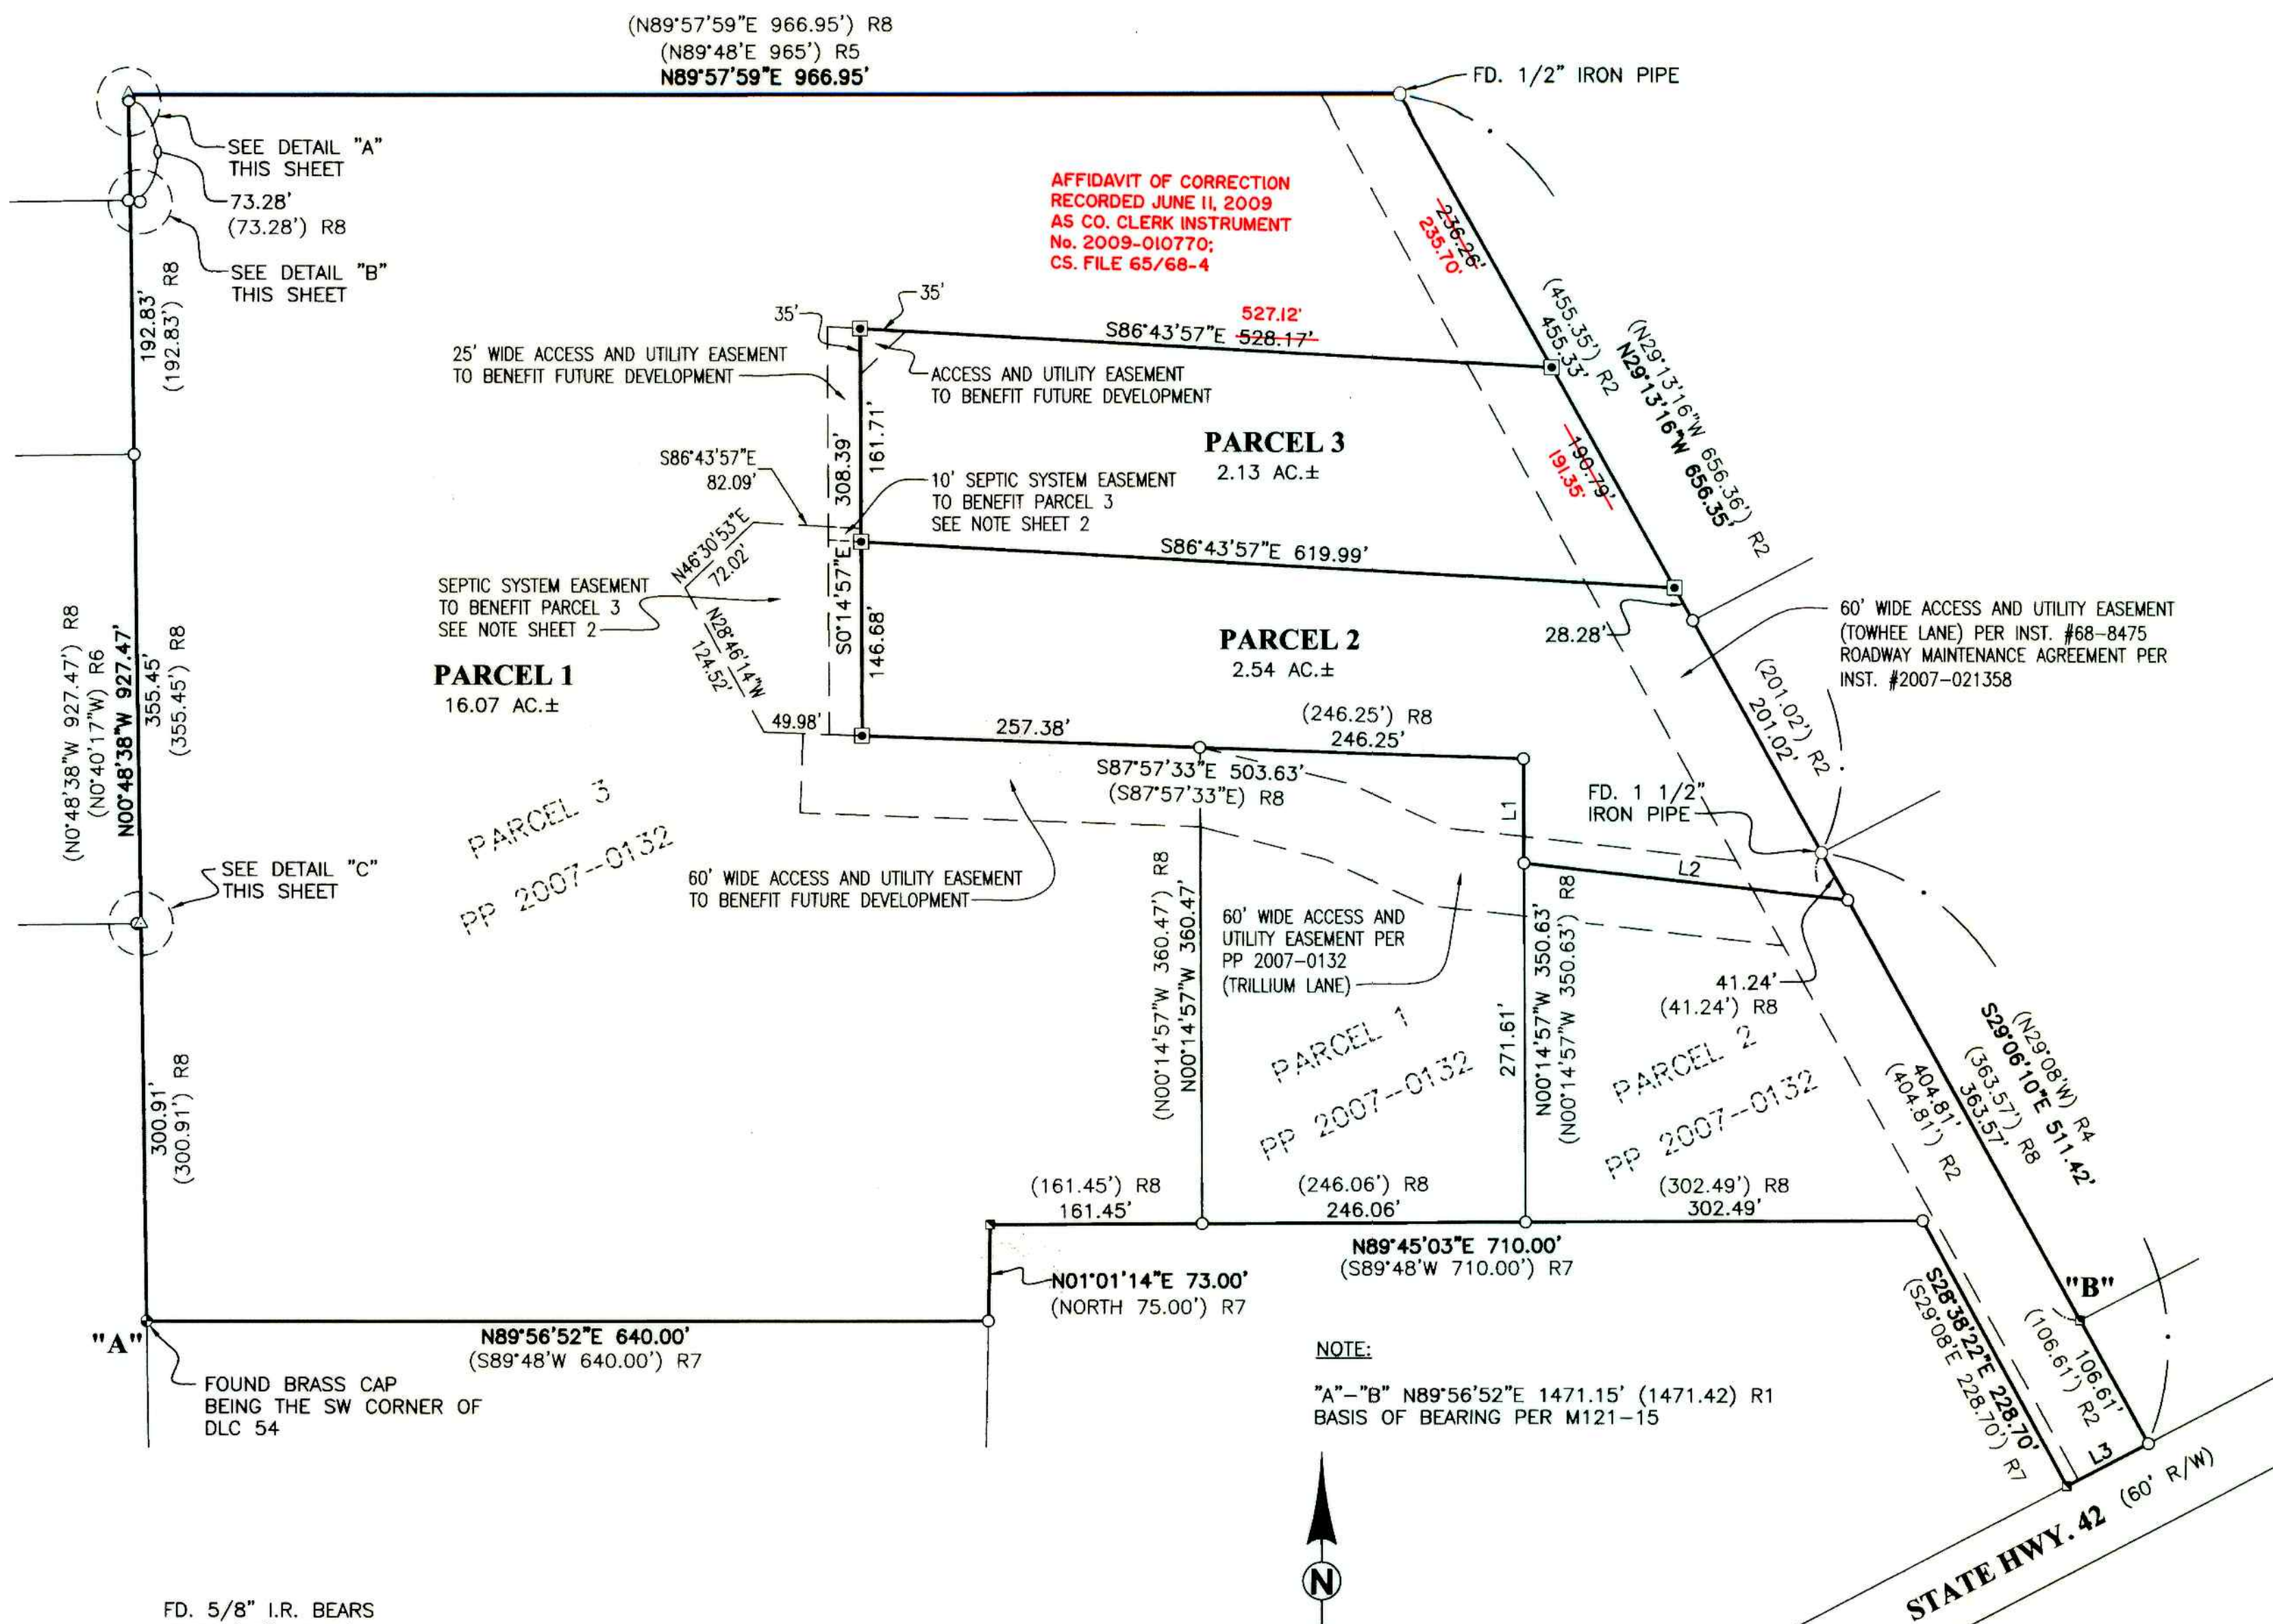 (N89°57'59"E 966.95') R8
(N89°48'E 965') R5
N89°57'59"E 966.95'
FD. 1/2" IRON PIPE
SEE DETAIL "A"
THIS SHEET
73.28'
(73.28') R8
SEE DETAIL "B"
THIS SHEET
192.83'
(192.83') R8
AFFIDAVIT OF CORRECTION
RECORDED JUNE 11, 2009
AS CO. CLERK INSTRUMENT
No. 2009-010770;
CS. FILE 65/68-4
236.26'
235.70'
(455.35') R2
455.33'
(N29°13'16"W 656.36') R2
N29°13'16"W 656.35'
35'
35'
527.12'
S86°43'57"E 528.17'
25' WIDE ACCESS AND UTILITY EASEMENT
TO BENEFIT FUTURE DEVELOPMENT
ACCESS AND UTILITY EASEMENT
TO BENEFIT FUTURE DEVELOPMENT
161.71'
308.39'
PARCEL 3
2.13 AC.±
190.79'
191.35'
S86°43'57"E
82.09'
10' SEPTIC SYSTEM EASEMENT
TO BENEFIT PARCEL 3
SEE NOTE SHEET 2
N46°30'53"E
72.02'
S86°43'57"E 619.99'
SEPTIC SYSTEM EASEMENT
TO BENEFIT PARCEL 3
SEE NOTE SHEET 2
N28°46'14"W
124.52'
S0°14'57"E
146.68'
PARCEL 2
2.54 AC.±
28.28'
60' WIDE ACCESS AND UTILITY EASEMENT
(TOWHEE LANE) PER INST. #68-8475
ROADWAY MAINTENANCE AGREEMENT PER
INST. #2007-021358
(N0°48'38"W 927.47') R8
(N0°40'17"W) R6
N00°48'38"W 927.47'
355.45'
(355.45') R8
PARCEL 1
16.07 AC.±
49.98'
257.38'
(246.25') R8
246.25'
S87°57'33"E 503.63'
(S87°57'33"E) R8
(201.02') R2
201.02'
FD. 1 1/2"
IRON PIPE
L1
L2
PARCEL 3
PP 2007-0132
SEE DETAIL "C"
THIS SHEET
60' WIDE ACCESS AND UTILITY EASEMENT
TO BENEFIT FUTURE DEVELOPMENT
(N00°14'57"W 360.47') R8
N00°14'57"W 360.47'
60' WIDE ACCESS AND
UTILITY EASEMENT PER
PP 2007-0132
(TRILLIUM LANE)
271.61'
N00°14'57"W 350.63'
(N00°14'57"W 350.63') R8
41.24'
(41.24') R8
PARCEL 1
PP 2007-0132
PARCEL 2
PP 2007-0132
(N29°08'W) R4
S29°06'10"E 511.42'
(363.57') R8
363.57'
404.81'
(404.81') R2
300.91'
(300.91') R8
(161.45') R8
161.45'
(246.06') R8
246.06'
(302.49') R8
302.49'
N89°45'03"E 710.00'
(S89°48'W 710.00') R7
N01°01'14"E 73.00'
(NORTH 75.00') R7
S28°38'22"E 228.70'
(S29°08'E 228.70') R7
"B"
106.61'
(106.61') R2
L3
"A"
N89°56'52"E 640.00'
(S89°48'W 640.00') R7
FOUND BRASS CAP
BEING THE SW CORNER OF
DLC 54
NOTE:
"A"-"B" N89°56'52"E 1471.15' (1471.42) R1
BASIS OF BEARING PER M121-15
N
STATE HWY. 42 (60' R/W)
FD. 5/8" I.R. BEARS